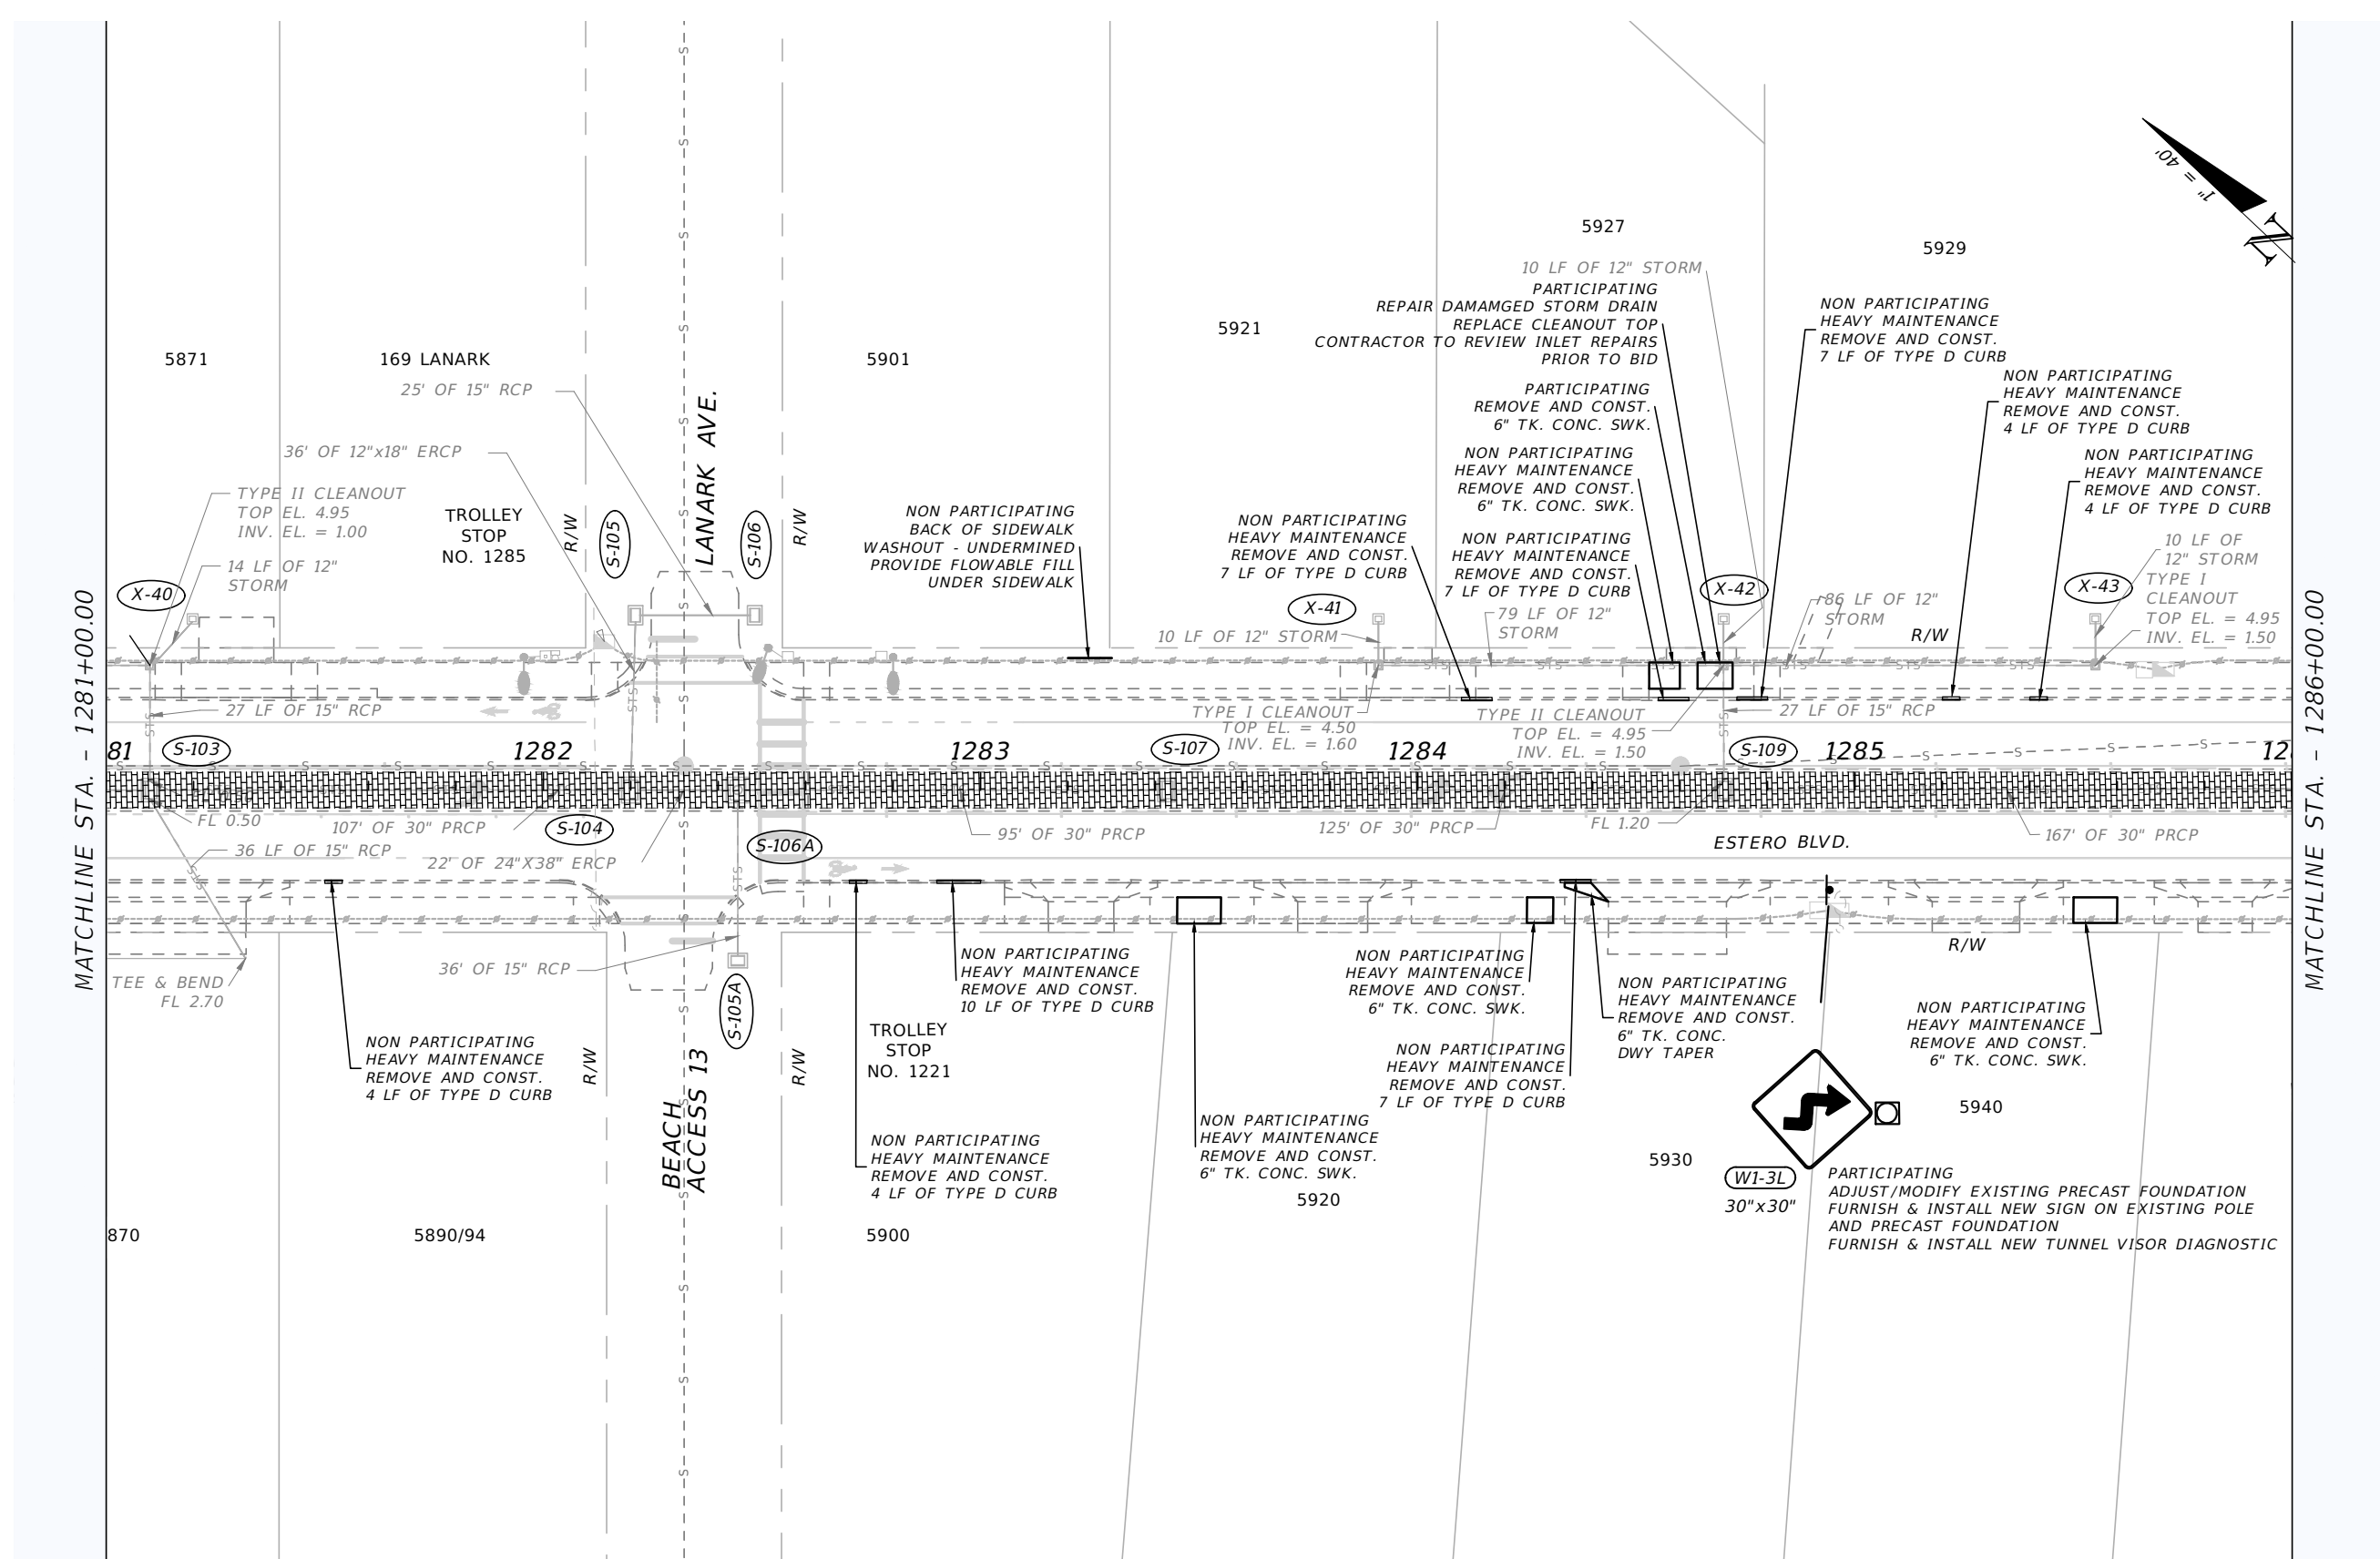 1" = 40'
N
5927
5929
10 LF OF 12" STORM
PARTICIPATING
REPAIR DAMAMGED STORM DRAIN
REPLACE CLEANOUT TOP
CONTRACTOR TO REVIEW INLET REPAIRS
PRIOR TO BID
NON PARTICIPATING
HEAVY MAINTENANCE
REMOVE AND CONST.
7 LF OF TYPE D CURB
5921
5871
169 LANARK
5901
25' OF 15" RCP
NON PARTICIPATING
HEAVY MAINTENANCE
REMOVE AND CONST.
4 LF OF TYPE D CURB
PARTICIPATING
REMOVE AND CONST.
6" TK. CONC. SWK.
LANARK AVE.
36' OF 12"x18" ERCP
NON PARTICIPATING
HEAVY MAINTENANCE
REMOVE AND CONST.
6" TK. CONC. SWK.
NON PARTICIPATING
HEAVY MAINTENANCE
REMOVE AND CONST.
4 LF OF TYPE D CURB
TYPE II CLEANOUT
TOP EL. 4.95
INV. EL. = 1.00
TROLLEY
STOP
NO. 1285
R/W
S-105
S-106
R/W
NON PARTICIPATING
BACK OF SIDEWALK
WASHOUT - UNDERMINED
PROVIDE FLOWABLE FILL
UNDER SIDEWALK
NON PARTICIPATING
HEAVY MAINTENANCE
REMOVE AND CONST.
7 LF OF TYPE D CURB
NON PARTICIPATING
HEAVY MAINTENANCE
REMOVE AND CONST.
7 LF OF TYPE D CURB
10 LF OF
12" STORM
14 LF OF 12"
STORM
X-40
X-41
X-42
X-43
TYPE I
CLEANOUT
TOP EL. = 4.95
INV. EL. = 1.50
79 LF OF 12"
STORM
86 LF OF 12"
STORM
10 LF OF 12" STORM
R/W
MATCHLINE STA. - 1281+00.00
MATCHLINE STA. - 1286+00.00
27 LF OF 15" RCP
TYPE I CLEANOUT
TOP EL. = 4.50
INV. EL. = 1.60
TYPE II CLEANOUT
TOP EL. = 4.95
INV. EL. = 1.50
27 LF OF 15" RCP
81
S-103
1282
1283
S-107
1284
S-109
1285
128
FL 0.50
107' OF 30" PRCP
S-104
95' OF 30" PRCP
125' OF 30" PRCP
FL 1.20
167' OF 30" PRCP
ESTERO BLVD.
36 LF OF 15" RCP
22' OF 24"X38" ERCP
S-106A
TEE & BEND
FL 2.70
36' OF 15" RCP
S-105A
NON PARTICIPATING
HEAVY MAINTENANCE
REMOVE AND CONST.
10 LF OF TYPE D CURB
NON PARTICIPATING
HEAVY MAINTENANCE
REMOVE AND CONST.
6" TK. CONC. SWK.
NON PARTICIPATING
HEAVY MAINTENANCE
REMOVE AND CONST.
6" TK. CONC.
DWY TAPER
R/W
NON PARTICIPATING
HEAVY MAINTENANCE
REMOVE AND CONST.
6" TK. CONC. SWK.
NON PARTICIPATING
HEAVY MAINTENANCE
REMOVE AND CONST.
4 LF OF TYPE D CURB
R/W
BEACH
ACCESS 13
R/W
TROLLEY
STOP
NO. 1221
NON PARTICIPATING
HEAVY MAINTENANCE
REMOVE AND CONST.
7 LF OF TYPE D CURB
NON PARTICIPATING
HEAVY MAINTENANCE
REMOVE AND CONST.
4 LF OF TYPE D CURB
NON PARTICIPATING
HEAVY MAINTENANCE
REMOVE AND CONST.
6" TK. CONC. SWK.
5920
5930
5940
W1-3L
30"x30"
PARTICIPATING
ADJUST/MODIFY EXISTING PRECAST FOUNDATION
FURNISH & INSTALL NEW SIGN ON EXISTING POLE
AND PRECAST FOUNDATION
FURNISH & INSTALL NEW TUNNEL VISOR DIAGNOSTIC
870
5890/94
5900